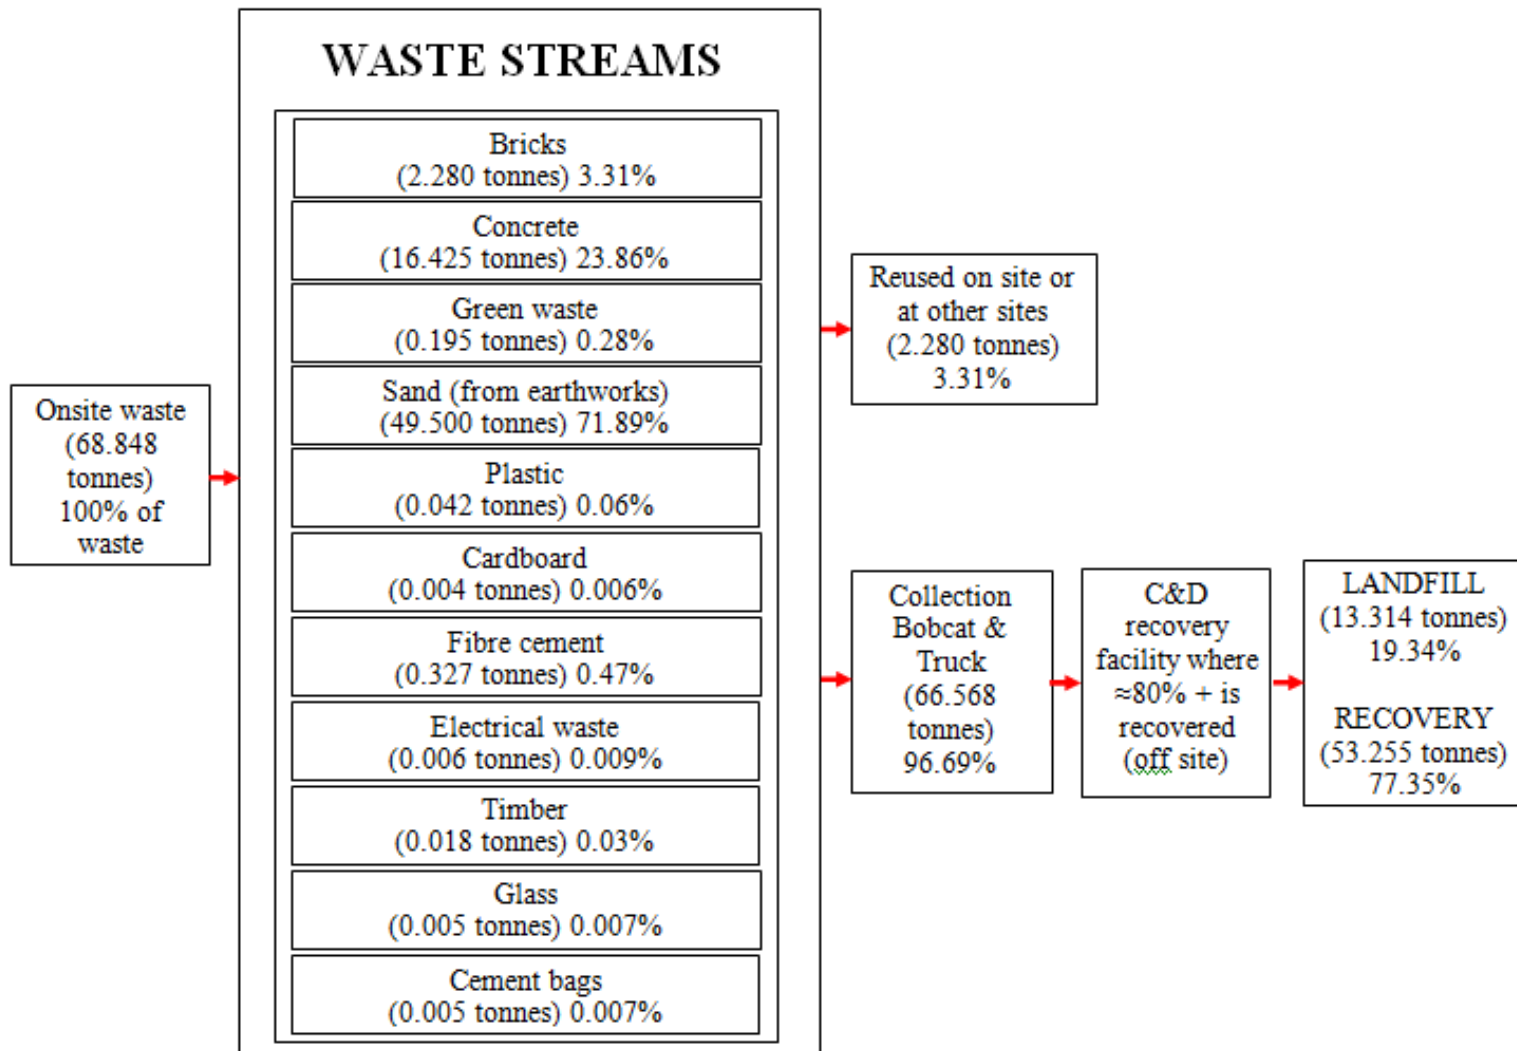 WASTE STREAMS
Onsite waste
(68.848
tonnes)
100% of
waste
Bricks
(2.280 tonnes) 3.31%
Concrete
(16.425 tonnes) 23.86%
Green waste
(0.195 tonnes) 0.28%
Sand (from earthworks)
(49.500 tonnes) 71.89%
Plastic
(0.042 tonnes) 0.06%
Cardboard
(0.004 tonnes) 0.006%
Fibre cement
(0.327 tonnes) 0.47%
Electrical waste
(0.006 tonnes) 0.009%
Timber
(0.018 tonnes) 0.03%
Glass
(0.005 tonnes) 0.007%
Cement bags
(0.005 tonnes) 0.007%
Reused on site or
at other sites
(2.280 tonnes)
3.31%
Collection
Bobcat &
Truck
(66.568
tonnes)
96.69%
C&D
recovery
facility where
≈80% + is
recovered
(off site)
LANDFILL
(13.314 tonnes)
19.34%
RECOVERY
(53.255 tonnes)
77.35%